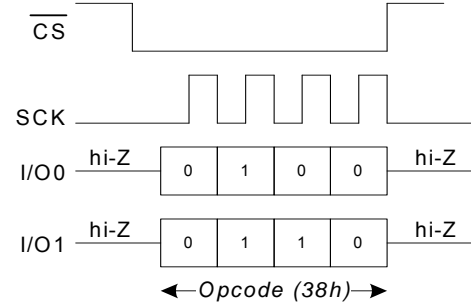 CS
SCK
hi-Z hi-Z
I/O0 0 1 0 0
hi-Z hi-Z
I/O1 0 1 1 0
Opcode (38h)